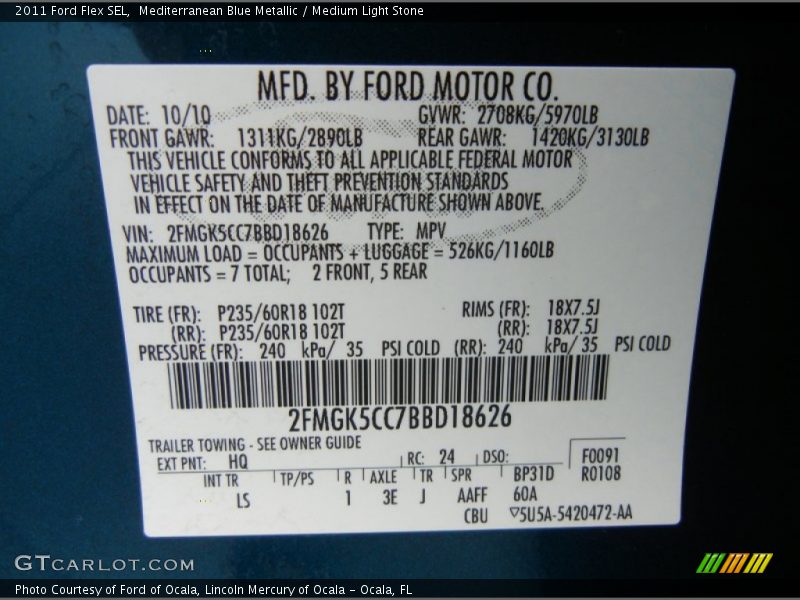 2011 Ford Flex SEL,  Mediterranean Blue Metallic / Medium Light Stone
MFD. BY FORD MOTOR CO.
DATE: 10/10 GVWR: 2708KG/5970LB
FRONT GAWR: 1311KG/2890LB REAR GAWR: 1420KG/3130LB
THIS VEHICLE CONFORMS TO ALL APPLICABLE FEDERAL MOTOR
VEHICLE SAFETY AND THEFT PREVENTION STANDARDS
IN EFFECT ON THE DATE OF MANUFACTURE SHOWN ABOVE.
VIN: 2FMGK5CC7BBD18626 TYPE: MPV
MAXIMUM LOAD = OCCUPANTS + LUGGAGE = 526KG/1160LB
OCCUPANTS = 7 TOTAL; 2 FRONT, 5 REAR
TIRE (FR): P235/60R18 102T RIMS (FR): 18X7.5J
(RR): P235/60R18 102T (RR): 18X7.5J
PRESSURE (FR): 240 kPa/ 35 PSI COLD (RR): 240 kPa/ 35 PSI COLD
2FMGK5CC7BBD18626
TRAILER TOWING - SEE OWNER GUIDE
EXT PNT: HQ RC: 24 DSO: F0091
INT TR TP/PS R AXLE TR SPR BP31D R0108
LS 1 3E J AAFF 60A
CBU ▽5U5A-5420472-AA
GTCARLOT.COM
Photo Courtesy of Ford of Ocala, Lincoln Mercury of Ocala - Ocala, FL